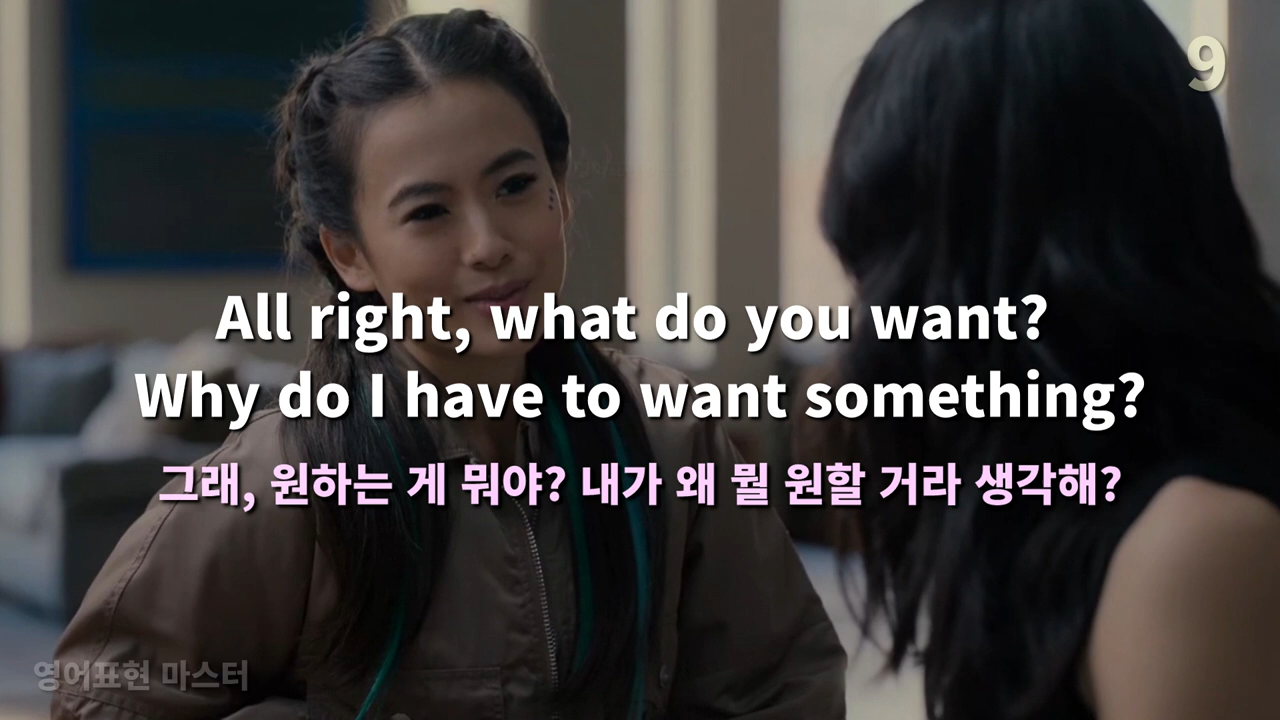 9
All right, what do you want?
Why do I have to want something?
그래, 원하는 게 뭐야? 내가 왜 뭘 원할 거라 생각해?
영어표현 마스터